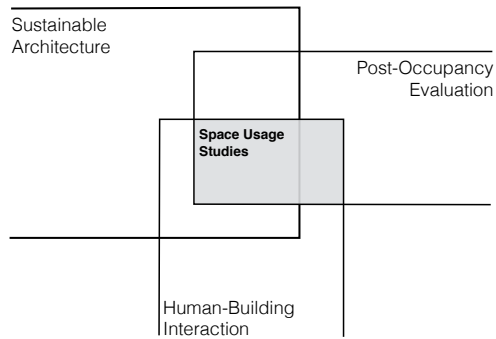 Sustainable
Architecture
Post-Occupancy
Evaluation
Space Usage
Studies
Human-Building
Interaction